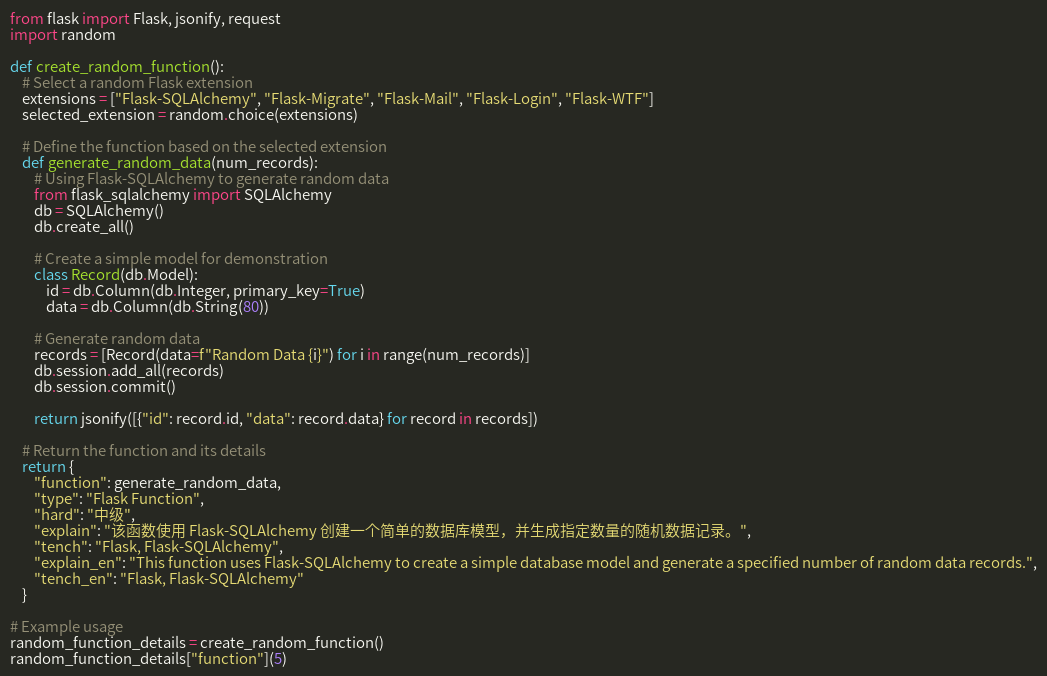 from flask import Flask, jsonify, request
import random
def create_random_function():
# Select a random Flask extension
extensions = ["Flask-SQLAlchemy", "Flask-Migrate", "Flask-Mail", "Flask-Login", "Flask-WTF"]
selected_extension = random.choice(extensions)
# Define the function based on the selected extension
def generate_random_data(num_records):
# Using Flask-SQLAlchemy to generate random data
from flask_sqlalchemy import SQLAlchemy
db = SQLAlchemy()
db.create_all()
# Create a simple model for demonstration
class Record(db.Model):
id = db.Column(db.Integer, primary_key=True)
data = db.Column(db.String(80))
# Generate random data
records = [Record(data=f"Random Data {i}") for i in range(num_records)]
db.session.add_all(records)
db.session.commit()
return jsonify([{"id": record.id, "data": record.data} for record in records])
# Return the function and its details
return {
"function": generate_random_data,
"type": "Flask Function",
"hard": "中级",
"explain": "该函数使用 Flask-SQLAlchemy 创建一个简单的数据库模型，并生成指定数量的随机数据记录。",
"tench": "Flask, Flask-SQLAlchemy",
"explain_en": "This function uses Flask-SQLAlchemy to create a simple database model and generate a specified number of random data records.",
"tench_en": "Flask, Flask-SQLAlchemy"
}
# Example usage
random_function_details = create_random_function()
random_function_details["function"](5)